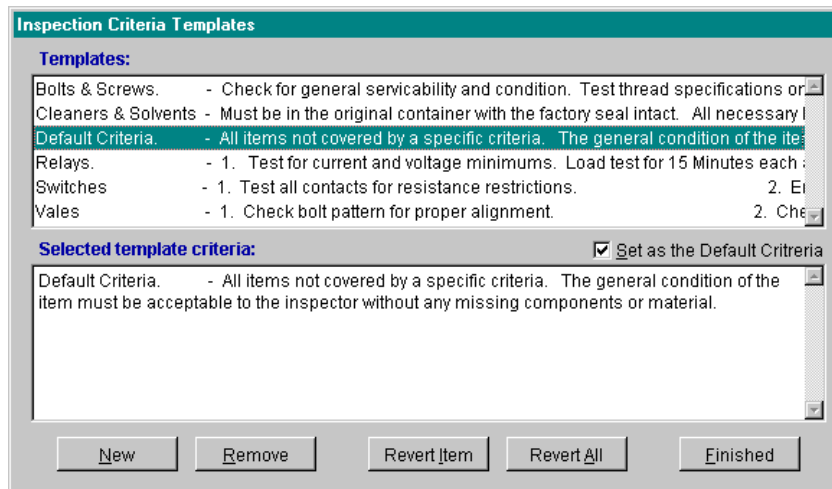 Inspection Criteria Templates
Templates:
Bolts & Screws. - Check for general servicability and condition. Test thread specifications or
Cleaners & Solvents - Must be in the original container with the factory seal intact. All necessary
Default Criteria. - All items not covered by a specific criteria. The general condition of the ite
Relays. - 1. Test for current and voltage minimums. Load test for 15 Minutes each
Switches - 1. Test all contacts for resistance restrictions. 2. E
Vales - 1. Check bolt pattern for proper alignment. 2. Che
Selected template criteria: Set as the Default Critreria
Default Criteria. - All items not covered by a specific criteria. The general condition of the
item must be acceptable to the inspector without any missing components or material.
New Remove Revert Item Revert All Finished